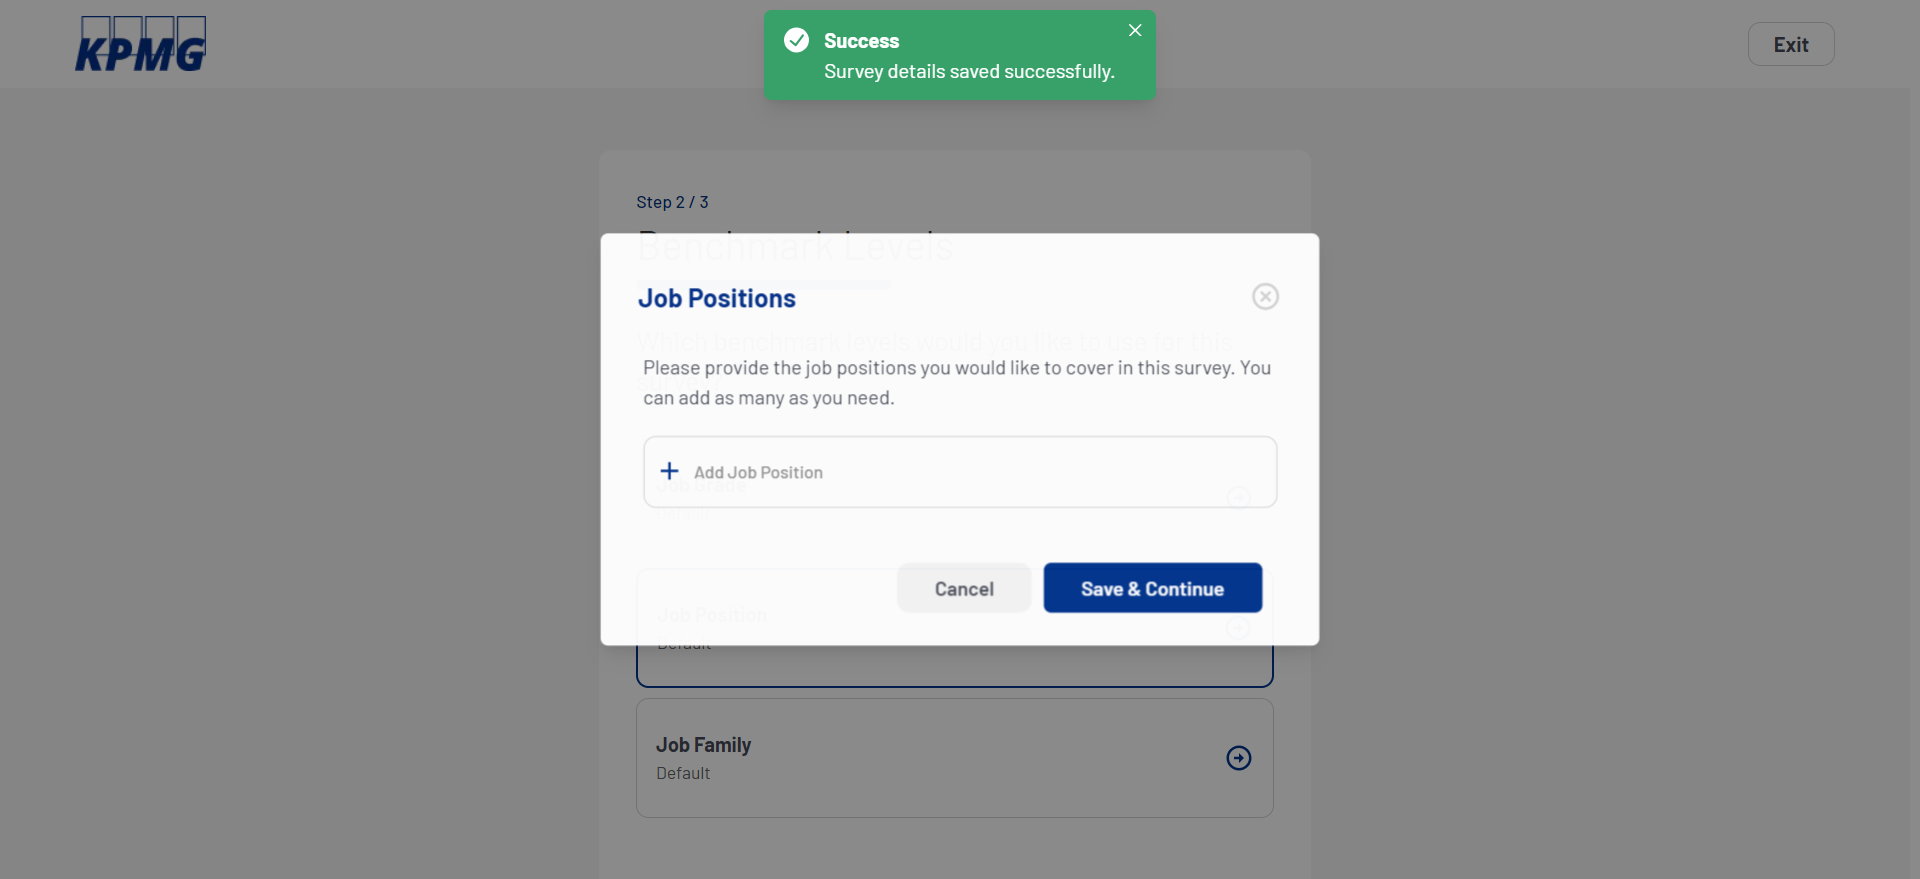 KPMG
Success
Survey details saved successfully.
Exit
Step 2 / 3
Benchmark Levels
Job Positions
Which benchmark levels would you like to use for this
survey?
Please provide the job positions you would like to cover in this survey. You
can add as many as you need.
Add Job Position
Job Grade
Default
Cancel
Save & Continue
Job Position
Default
Job Family
Default